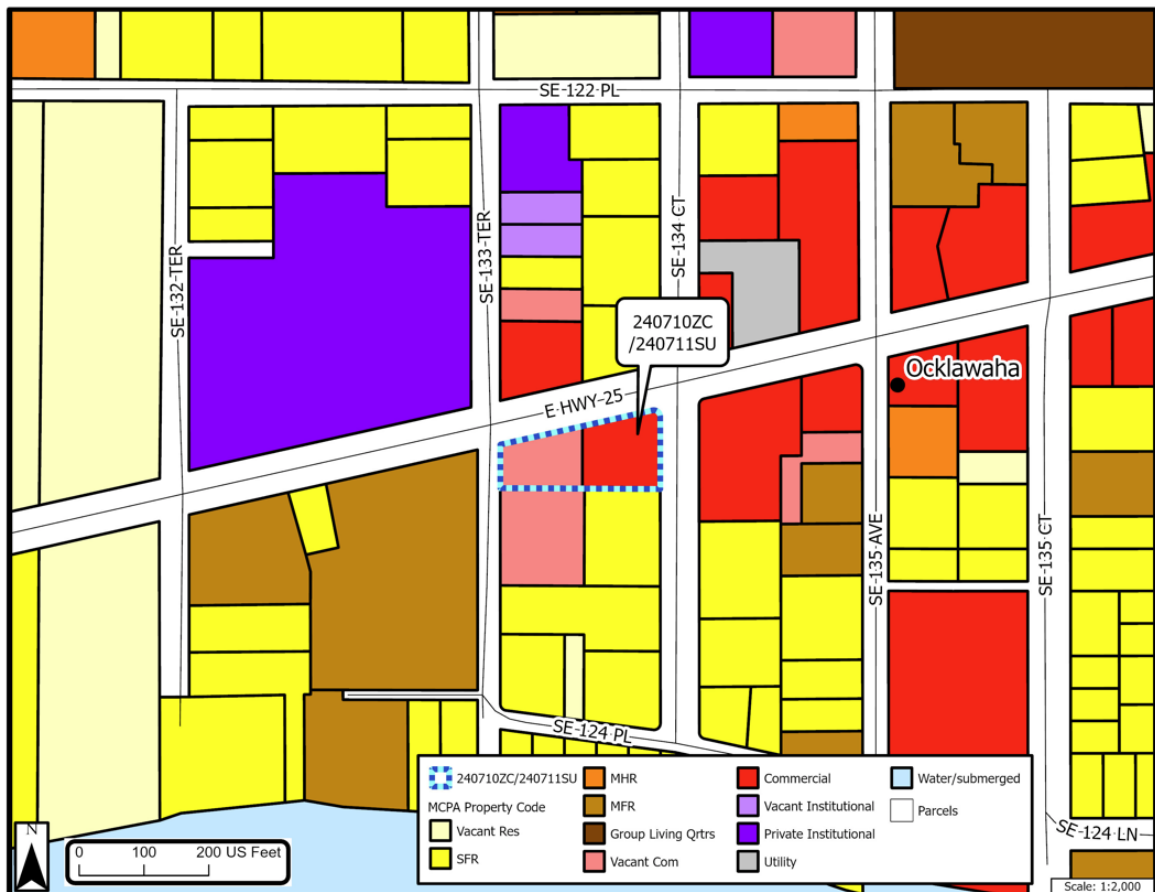 SE 122 PL
SE-132-TER
SE-133-TER
SE-134 CT
240710ZC
/240711SU
Ocklawaha
E HWY-25
SE-135 AVE
SE-135 CT
SE-124 PL
SE-124 LN
240710ZC/240711SU
MCPA Property Code
Vacant Res
SFR
MHR
MFR
Group Living Qrtrs
Vacant Com
Commercial
Vacant Institutional
Private Institutional
Utility
Water/submerged
Parcels
N
0 100 200 US Feet
Scale: 1:2,000